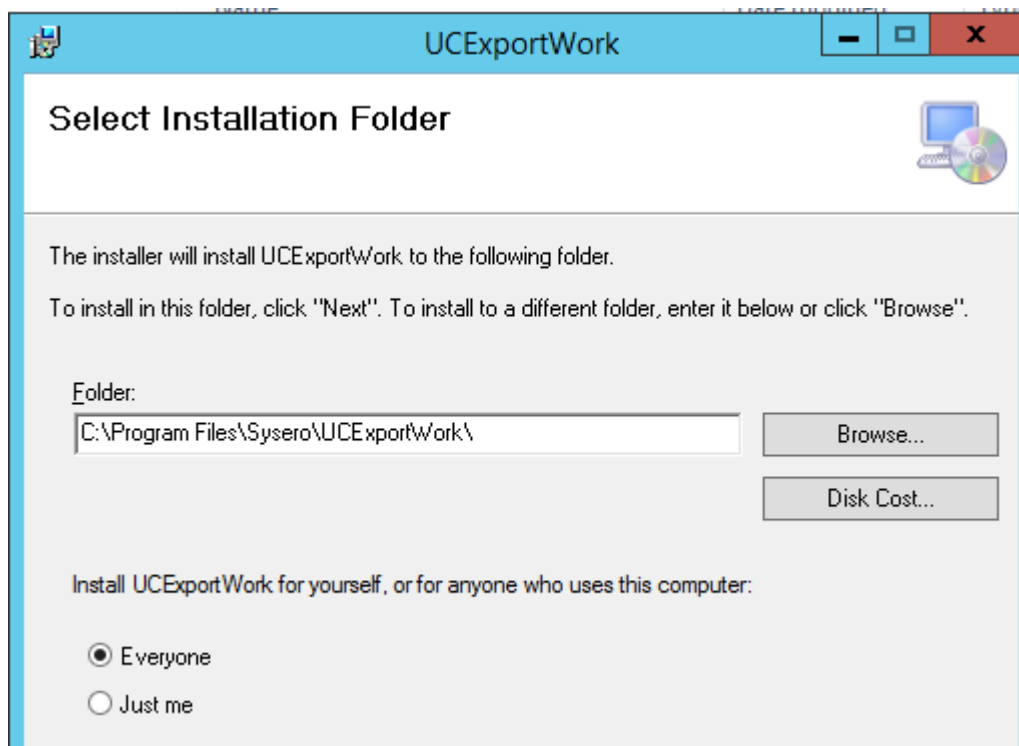 UCExportWork
Select Installation Folder
The installer will install UCExportWork to the following folder.
To install in this folder, click "Next". To install to a different folder, enter it below or click "Browse".
Folder:
C:\Program Files\Sysero\UCExportWork\
Browse...
Disk Cost...
Install UCExportWork for yourself, or for anyone who uses this computer:
Everyone
Just me